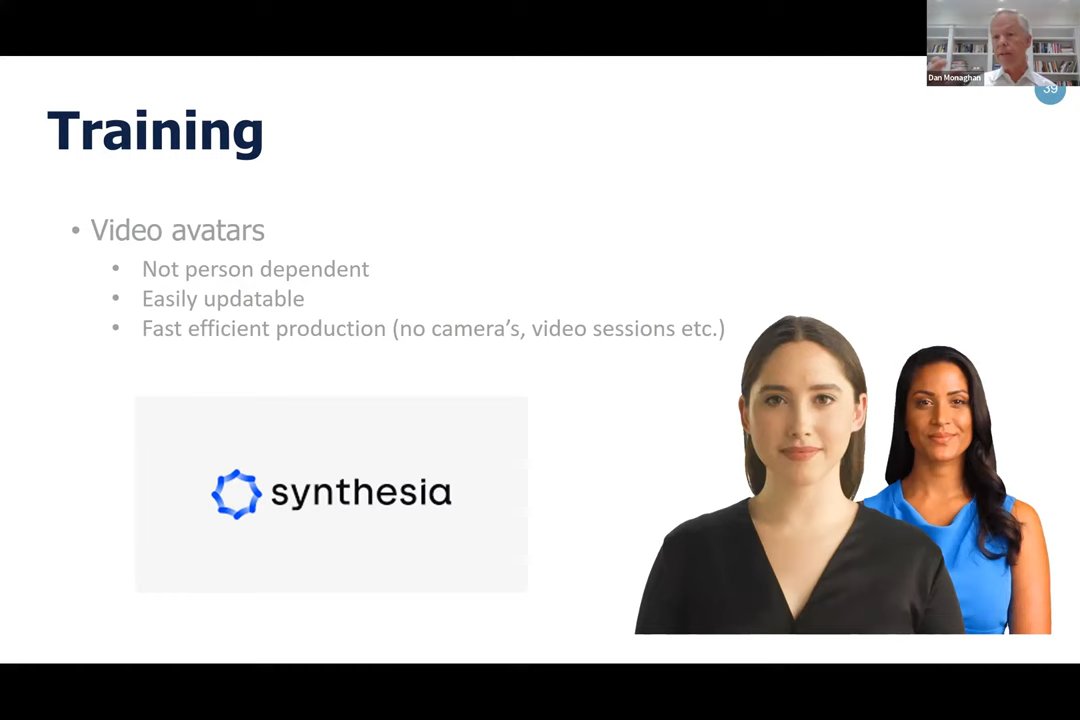 Dan Monaghan
39
Training
• Video avatars
• Not person dependent
• Easily updatable
• Fast efficient production (no camera’s, video sessions etc.)
synthesia